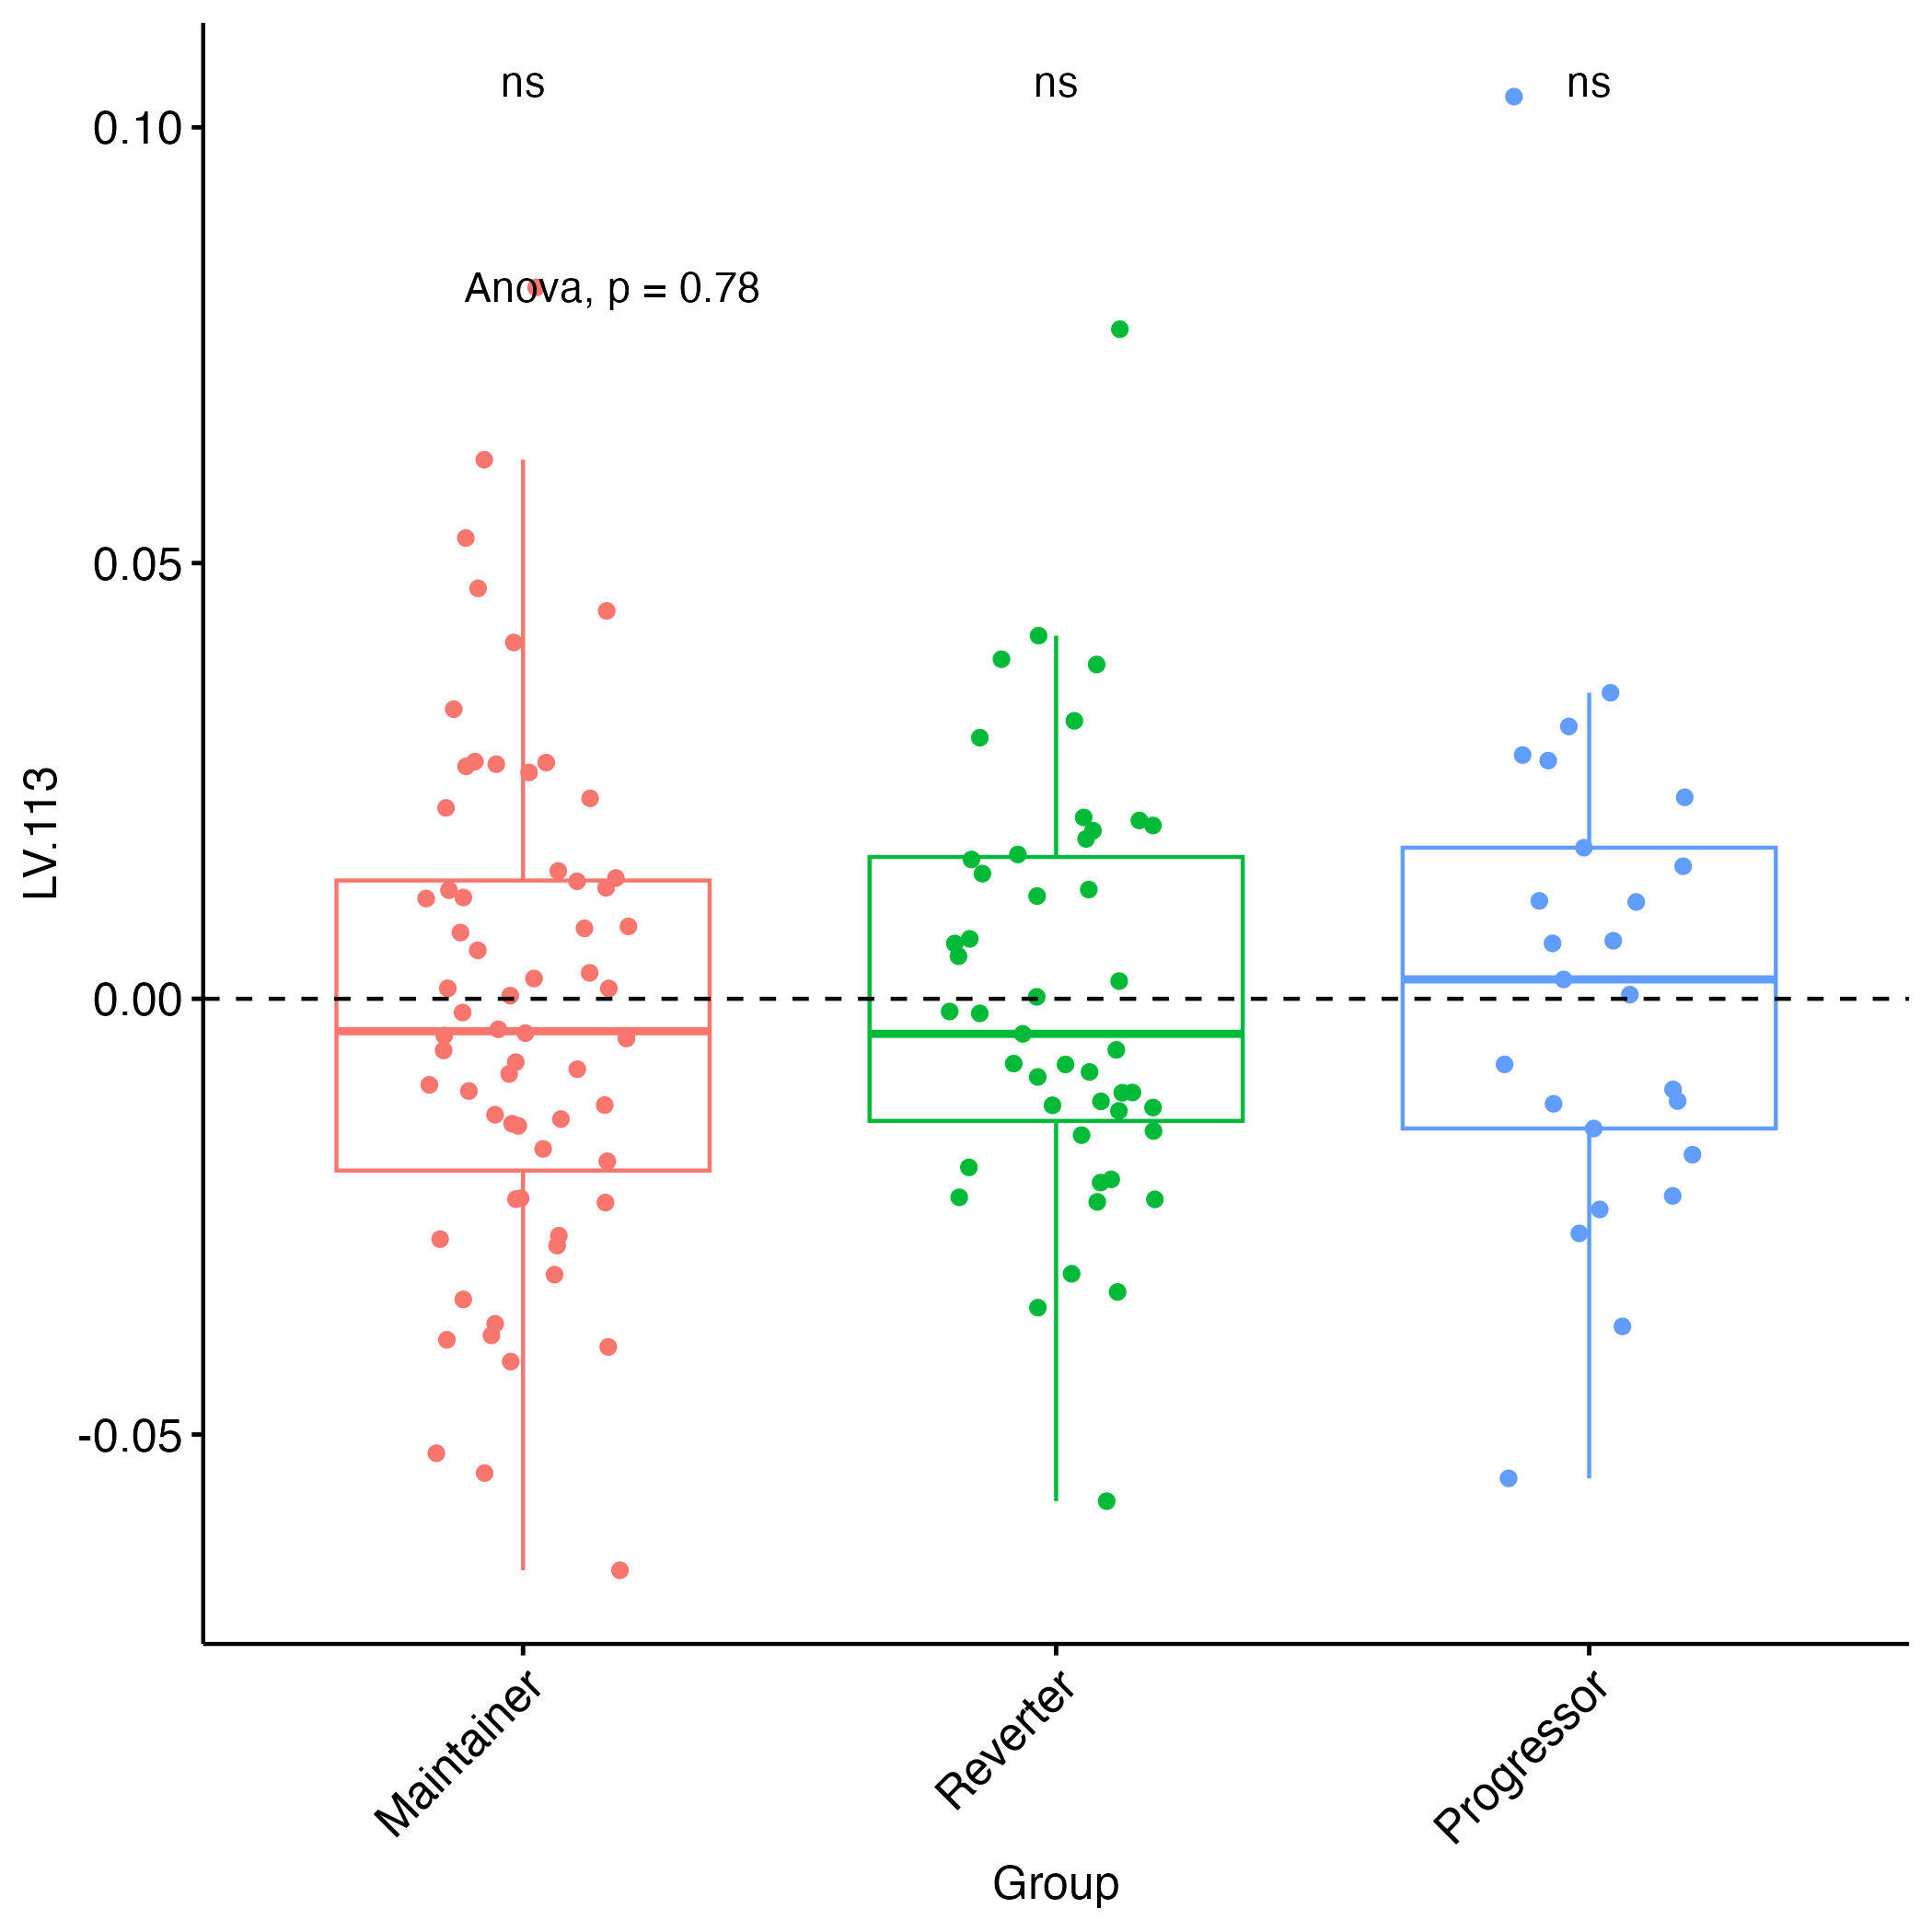 ns ns ns
0.10
Anova, p = 0.78
0.05
LV.113
0.00
-0.05
Maintainer Reverter Progressor
Group